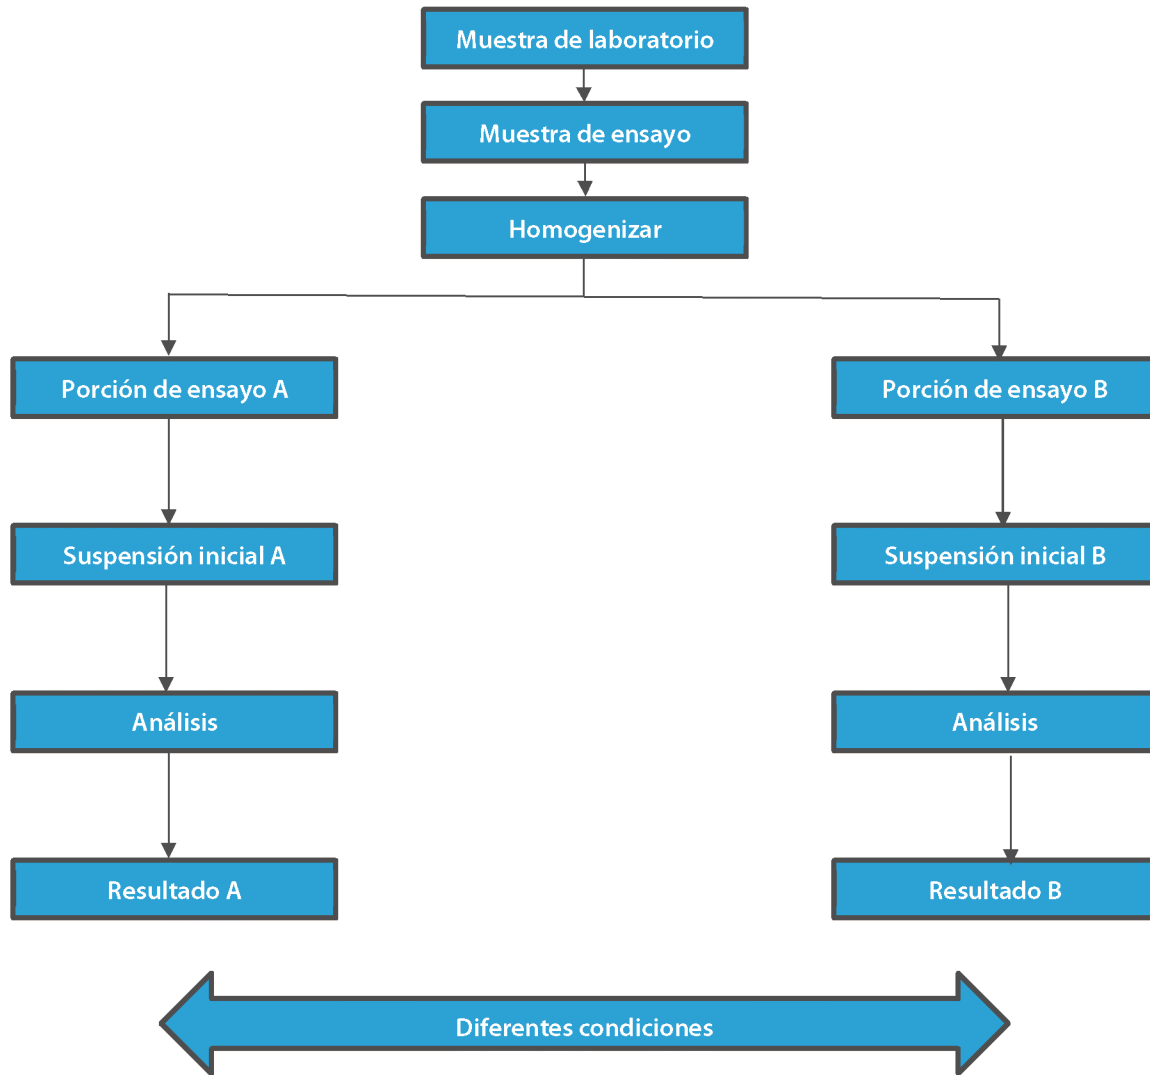 Muestra de laboratorio
Muestra de ensayo
Homogenizar
Porción de ensayo A
Porción de ensayo B
Suspensión inicial A
Suspensión inicial B
Análisis
Análisis
Resultado A
Resultado B
Diferentes condiciones